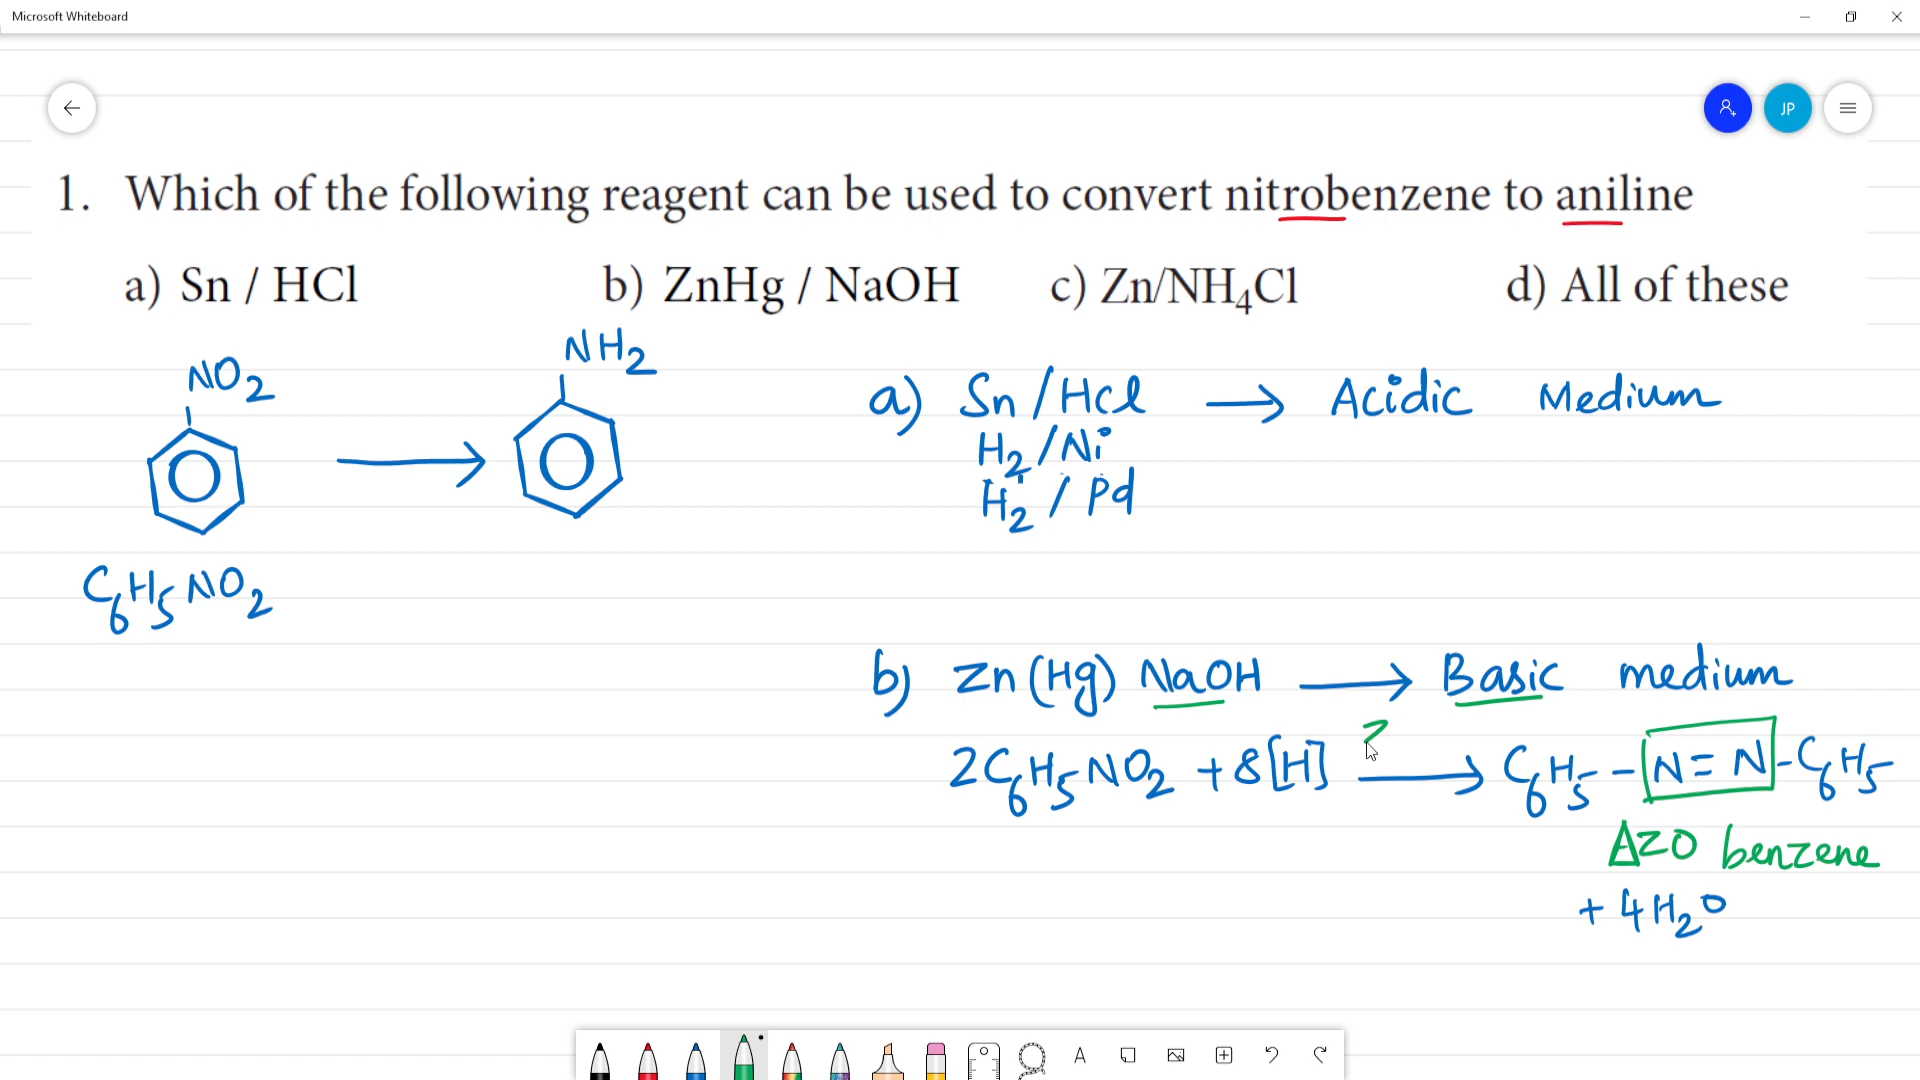 Microsoft Whiteboard
JP
1. Which of the following reagent can be used to convert nitrobenzene to aniline
a) Sn / HCl b) ZnHg / NaOH c) Zn/NH₄Cl d) All of these
NO₂
NH₂
C₆H₅NO₂
a) Sn/HCl → Acidic Medium
H₂/Ni
H₂/Pd
b) Zn(Hg) NaOH → Basic medium
2C₆H₅NO₂ + 8[H] → C₆H₅-N=N-C₆H₅
Azo benzene
+ 4H₂O
A